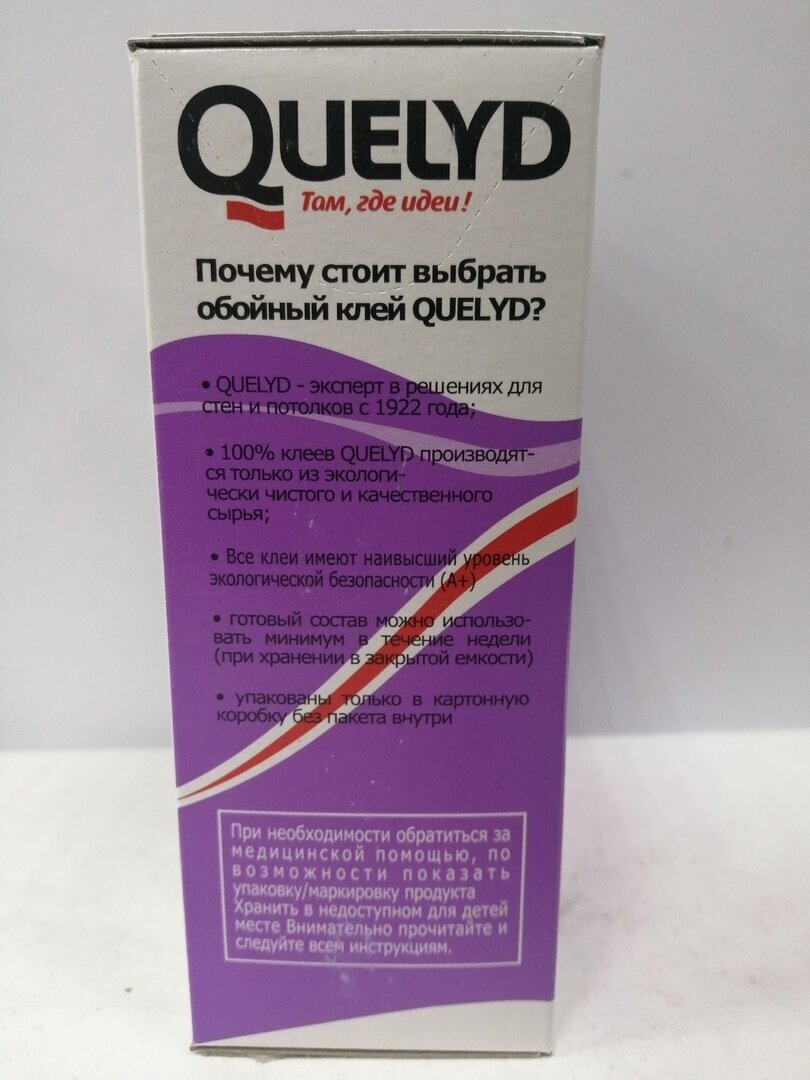 QUELYD
Там, где идеи!
Почему стоит выбрать
обойный клей QUELYD?
• QUELYD - эксперт в решениях для
стен и потолков с 1922 года;
• 100% клеев QUELYD производят-
ся только из экологи-
чески чистого и качественного
сырья;
• Все клеи имеют наивысший уровень
экологической безопасности (А+)
• готовый состав можно использо-
вать минимум в течение недели
(при хранении в закрытой емкости)
• упакованы только в картонную
коробку без пакета внутри
При необходимости обратиться за
медицинской помощью, по
возможности показать
упаковку/маркировку продукта
Хранить в недоступном для детей
месте Внимательно прочитайте и
следуйте всем инструкциям.